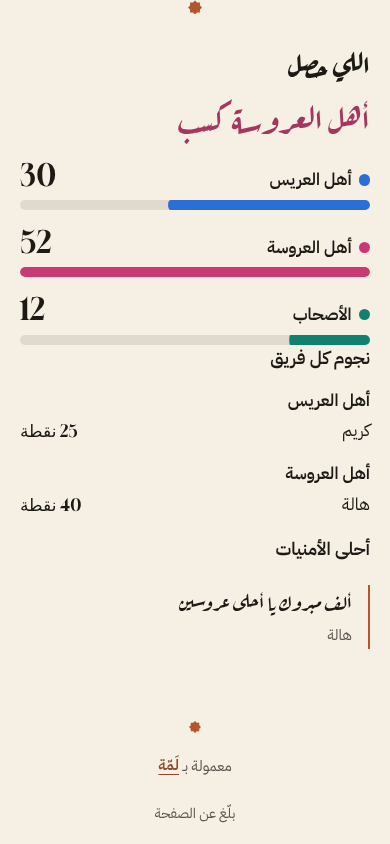 اللي حصل
أهل العروسة كسب
أهل العريس 30
أهل العروسة 52
الأصحاب 12
نجوم كل فريق
أهل العريس
كريم 25 نقطة
أهل العروسة
هالة 40 نقطة
أحلى الأمنيات
ألف مبروك يا أحلى عروسين
هالة
معمولة بـ لَمّة
بلّغ عن الصفحة